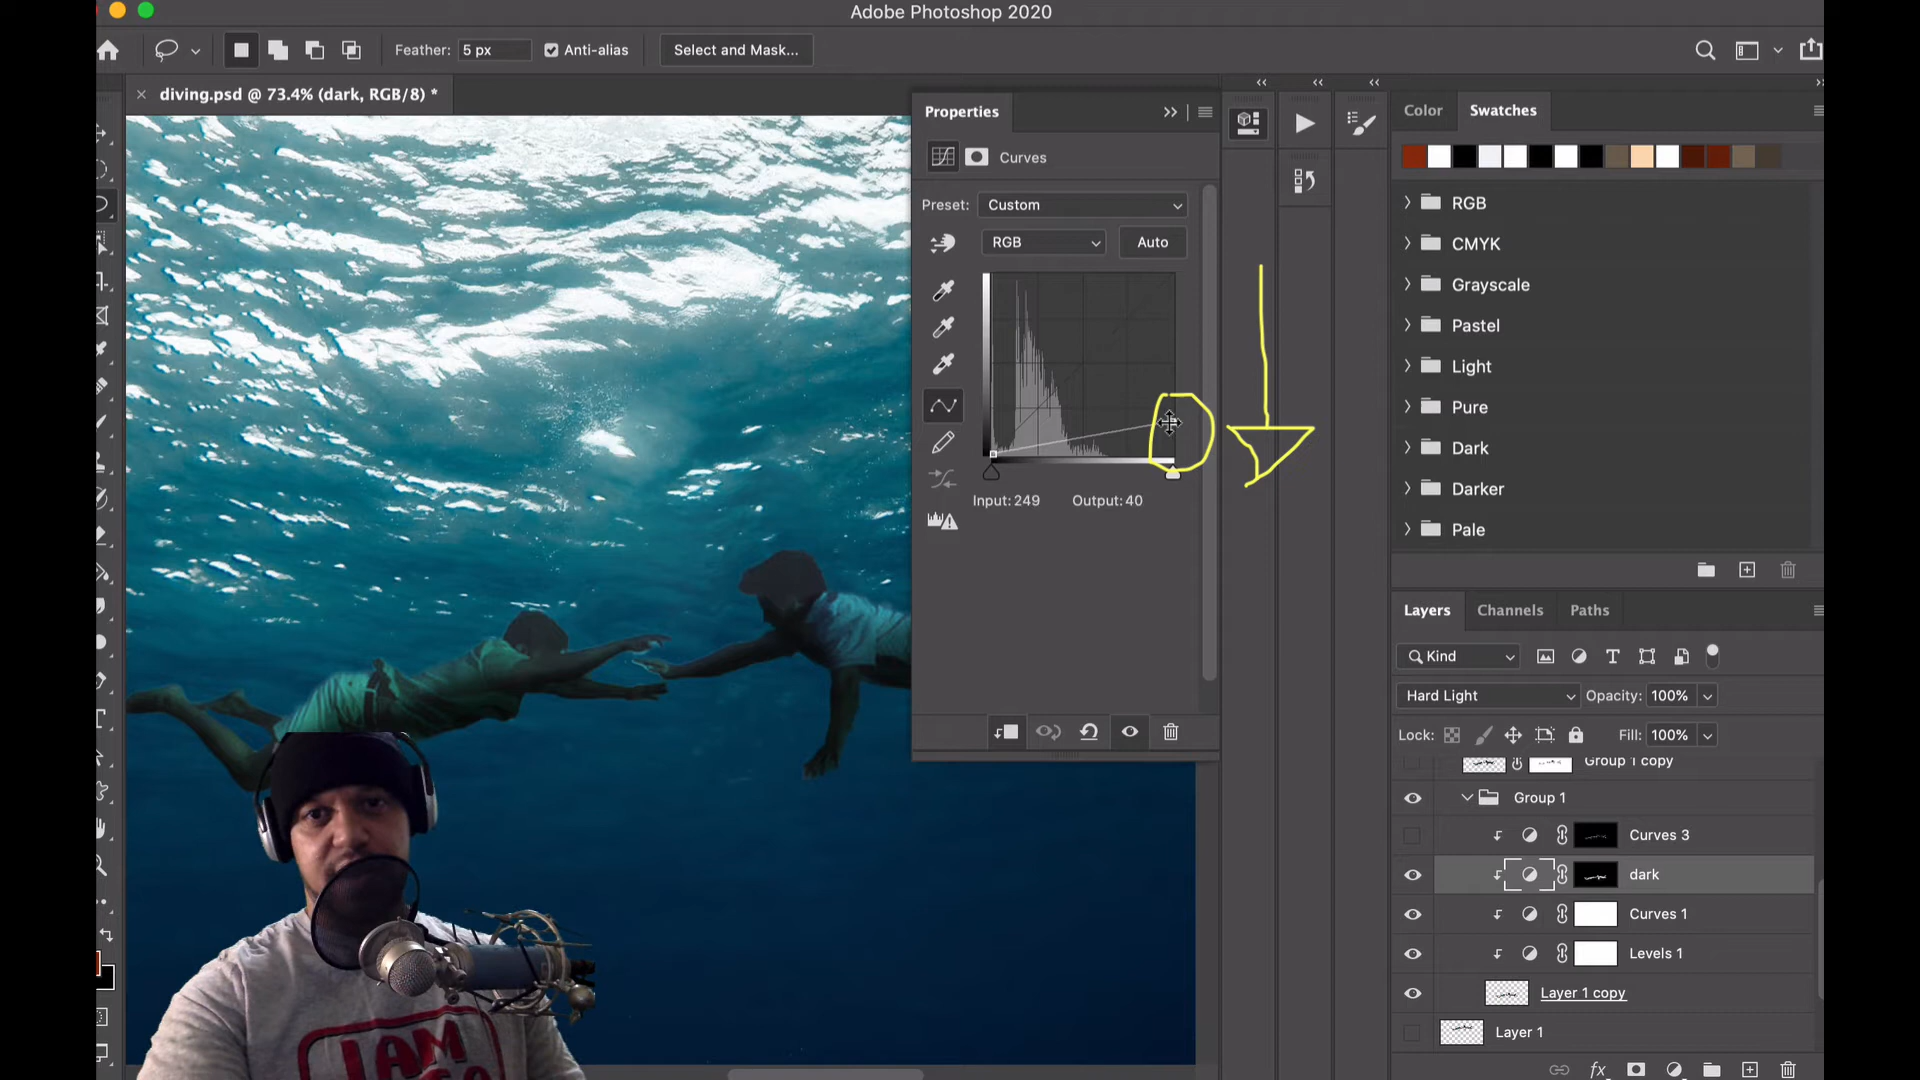 Adobe Photoshop 2020
Feather: 5 px Anti-alias Select and Mask...
diving.psd @ 73.4% (dark, RGB/8) *
Properties
Curves
Preset: Custom
RGB Auto
Input: 249 Output: 40
Color Swatches
RGB
CMYK
Grayscale
Pastel
Light
Pure
Dark
Darker
Pale
Layers Channels Paths
Kind
Hard Light Opacity: 100%
Lock: Fill: 100%
Group 1 copy
Group 1
Curves 3
dark
Curves 1
Levels 1
Layer 1 copy
Layer 1
fx
I AM